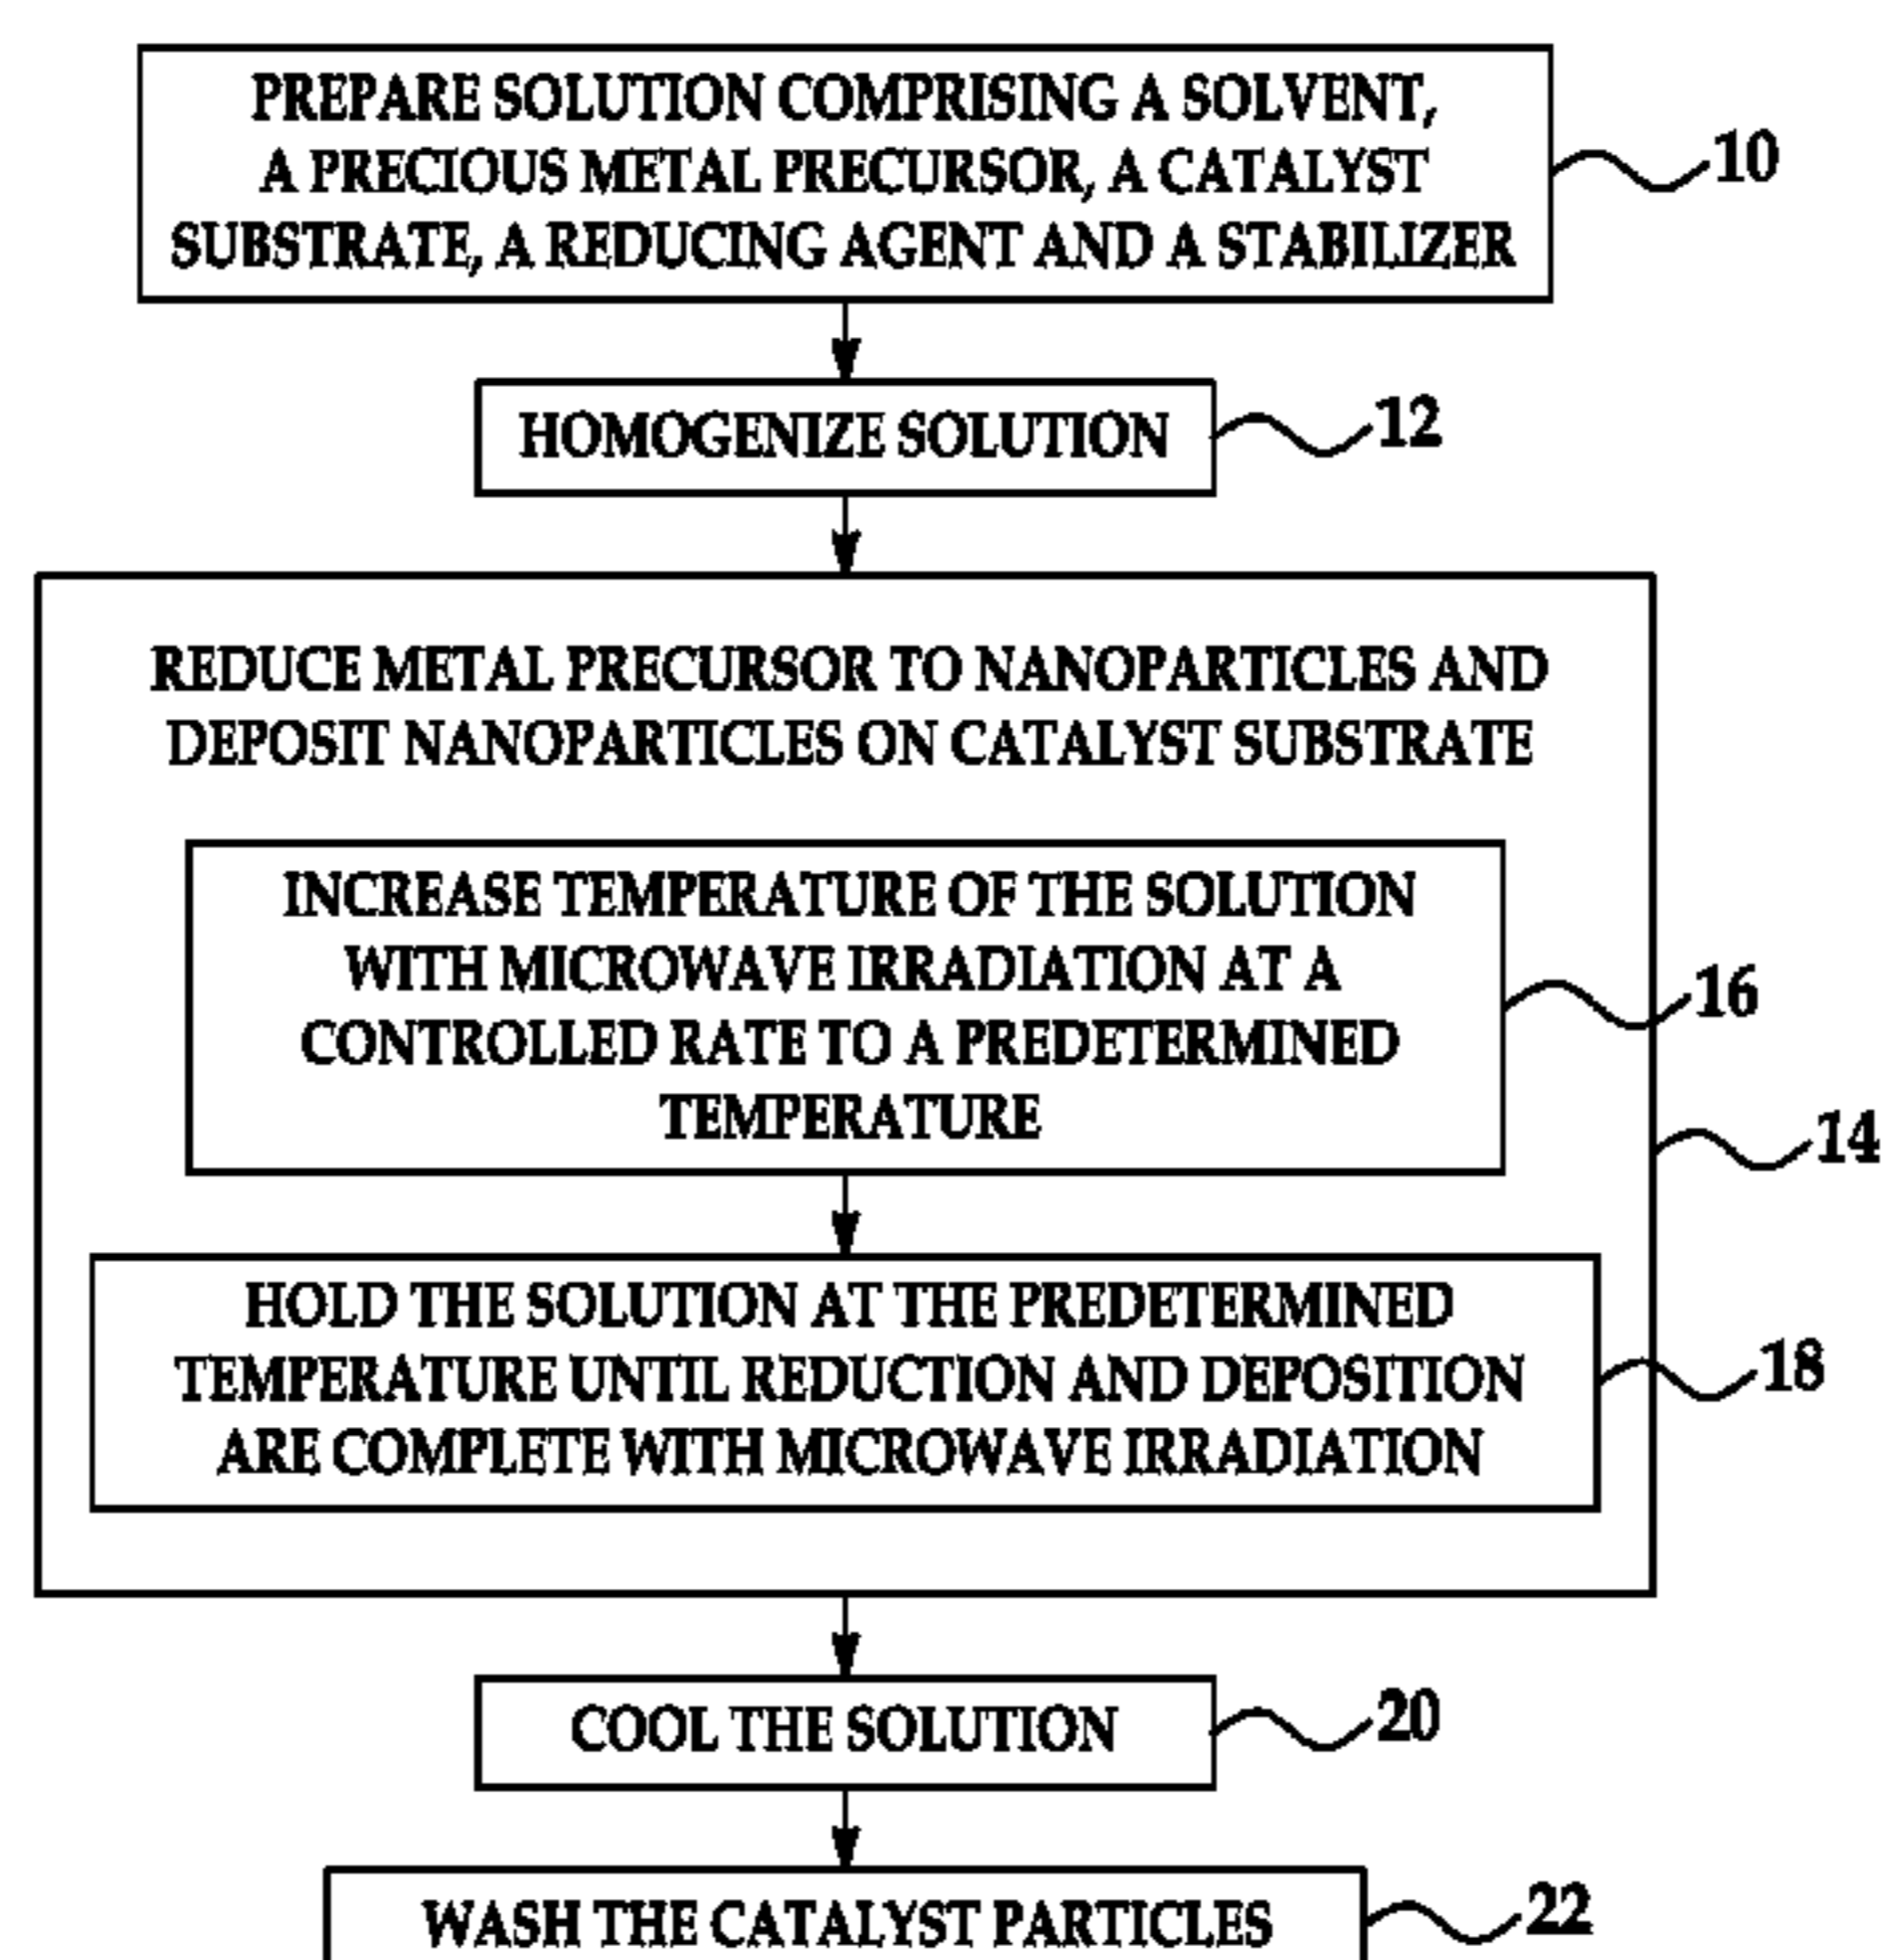 PREPARE SOLUTION COMPRISING A SOLVENT,
A PRECIOUS METAL PRECURSOR, A CATALYST
SUBSTRATE, A REDUCING AGENT AND A STABILIZER
10
HOMOGENIZE SOLUTION
12
REDUCE METAL PRECURSOR TO NANOPARTICLES AND
DEPOSIT NANOPARTICLES ON CATALYST SUBSTRATE
INCREASE TEMPERATURE OF THE SOLUTION
WITH MICROWAVE IRRADIATION AT A
CONTROLLED RATE TO A PREDETERMINED
TEMPERATURE
16
14
HOLD THE SOLUTION AT THE PREDETERMINED
TEMPERATURE UNTIL REDUCTION AND DEPOSITION
ARE COMPLETE WITH MICROWAVE IRRADIATION
18
COOL THE SOLUTION
20
WASH THE CATALYST PARTICLES
22